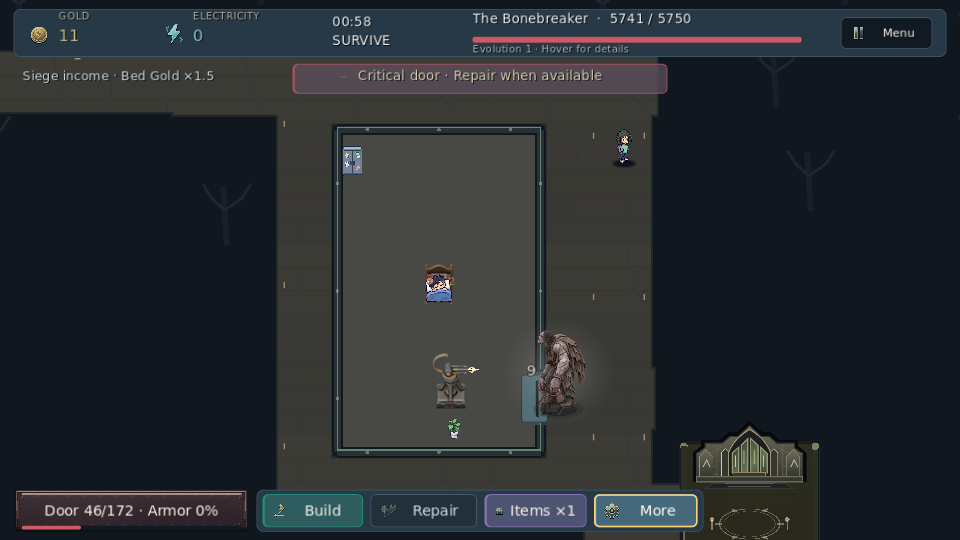 GOLD
11
ELECTRICITY
0
00:58
SURVIVE
The Bonebreaker · 5741 / 5750
Evolution 1 · Hover for details
Menu
Siege income · Bed Gold ×1.5
– Critical door · Repair when available
9
Door 46/172 · Armor 0%
Build
Repair
Items ×1
More